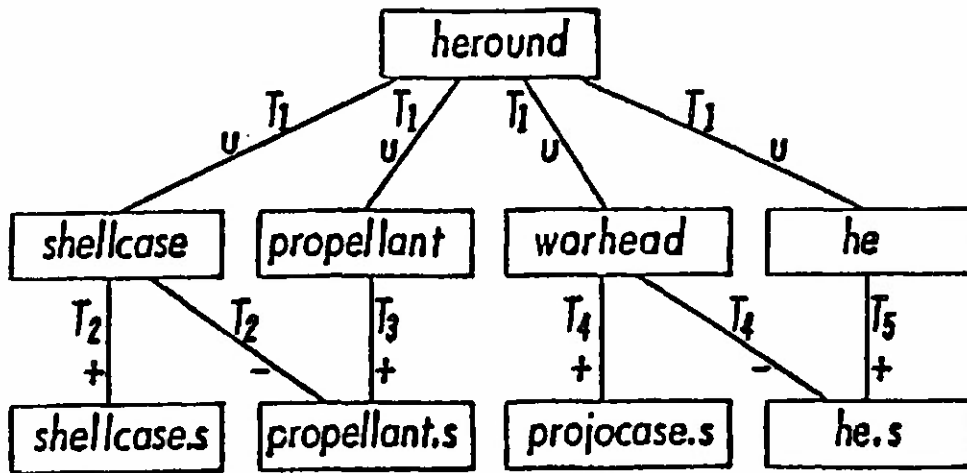 heround
T1 T1 T1 T1
u u u u
shellcase propellant warhead he
T2 T2 T3 T4 T4 T5
+ - + + - +
shellcase.s propellant.s projocase.s he.s